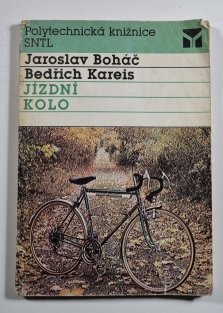 Polytechnická knižnice
SNTL
Jaroslav Boháč
Bedřich Kareis
JÍZDNÍ
KOLO